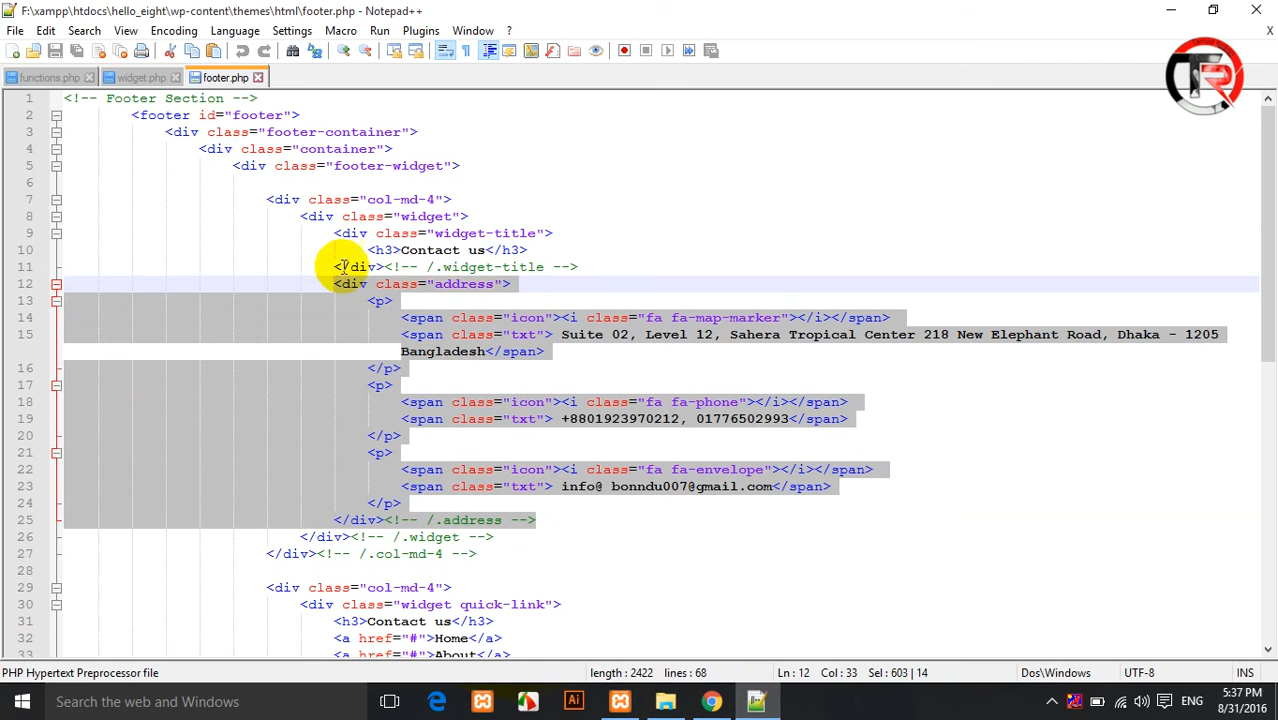 F:\xampp\htdocs\hello_eight\wp-content\themes\html\footer.php - Notepad++
File Edit Search View Encoding Language Settings Macro Run Plugins Window ? X
functions.php widget.php footer.php
TR
1 <!-- Footer Section -->
2 <footer id="footer">
3 <div class="footer-container">
4 <div class="container">
5 <div class="footer-widget">
6
7 <div class="col-md-4">
8 <div class="widget">
9 <div class="widget-title">
10 <h3>Contact us</h3>
11 </div><!-- /.widget-title -->
12 <div class="address">
13 <p>
14 <span class="icon"><i class="fa fa-map-marker"></i></span>
15 <span class="txt"> Suite 02, Level 12, Sahera Tropical Center 218 New Elephant Road, Dhaka - 1205
Bangladesh</span>
16 </p>
17 <p>
18 <span class="icon"><i class="fa fa-phone"></i></span>
19 <span class="txt"> +8801923970212, 01776502993</span>
20 </p>
21 <p>
22 <span class="icon"><i class="fa fa-envelope"></i></span>
23 <span class="txt"> info@ bonndu007@gmail.com</span>
24 </p>
25 </div><!-- /.address -->
26 </div><!-- /.widget -->
27 </div><!-- /.col-md-4 -->
28
29 <div class="col-md-4">
30 <div class="widget quick-link">
31 <h3>Contact us</h3>
32 <a href="#">Home</a>
33 <a href="#">About</a>
PHP Hypertext Preprocessor file length : 2422 lines : 68 Ln : 12 Col : 33 Sel : 603 | 14 Dos\Windows UTF-8 INS
Search the web and Windows Ai 5:37 PM
8/31/2016